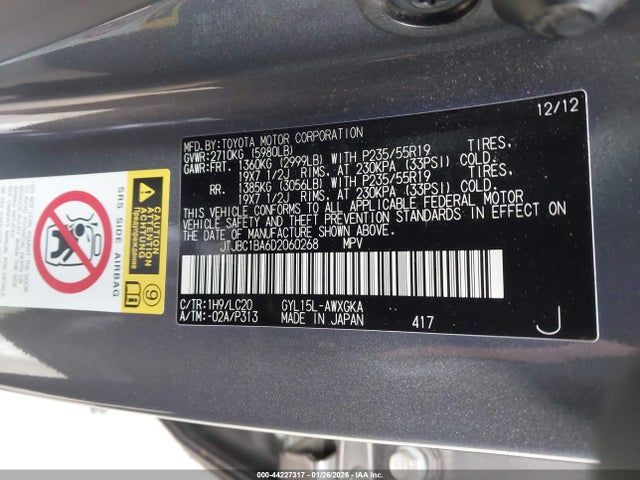 12/12
MFD. BY: TOYOTA MOTOR CORPORATION
GVWR: 2710KG (5980LB)
GAWR: FRT. 1360KG (2999LB) WITH P235/55R19 TIRES,
19X7 1/2J RIMS, AT 230KPA (33PSI) COLD
RR. 1385KG (3056LB) WITH P235/55R19 TIRES,
19X7 1/2J RIMS, AT 230KPA (33PSI) COLD
THIS VEHICLE CONFORMS TO ALL APPLICABLE FEDERAL MOTOR
VEHICLE SAFETY AND THEFT PREVENTION STANDARDS IN EFFECT
ON THE DATE OF MANUFACTURE SHOWN ABOVE.
JTJBC1BA6D2060268 MPV
C/TR: 1H9/LC20 GYL15L-AWXGKA
A/TM: -02A/P313 MADE IN JAPAN 417 J
SRS SIDE AIRBAG
CAUTION
ATTENTION
Предупреждение
9
000-44227317 - 01/26/2026 - IAA Inc.